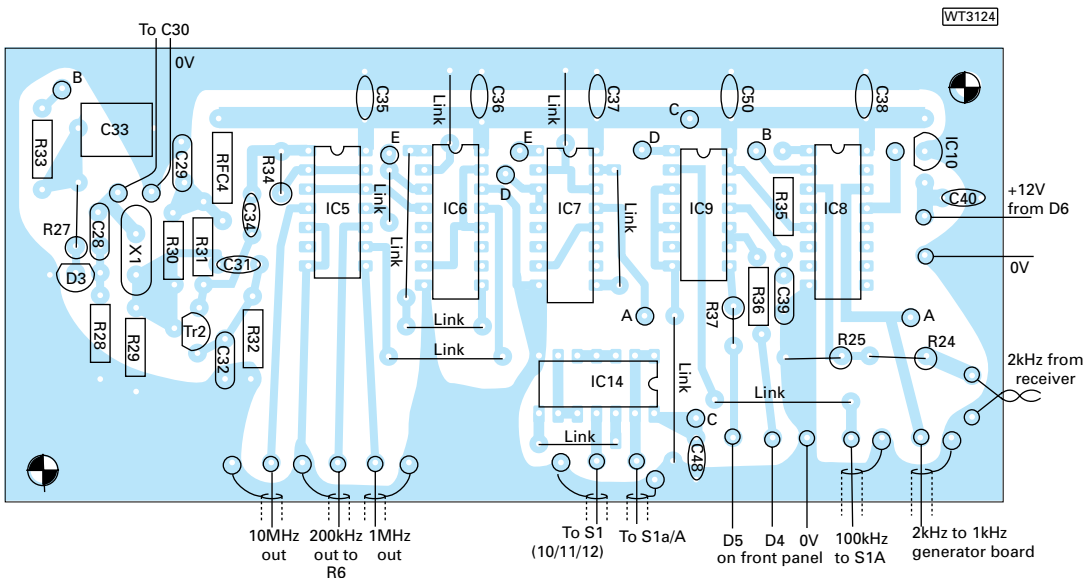 WT3124
To C30
0V
B
C33
R33
C29
RFC4
R34
C35
Link
C36
Link
C37
C50
C38
C
E
E
D
B
IC10
D
IC5
Link
IC6
IC7
Link
IC9
R35
IC8
C40
+12V
from D6
R27
C28
X1
R30
R31
C34
C31
D3
Link
0V
R28
R29
Tr2
C32
R32
Link
Link
A
R37
R36
C39
A
R25
R24
IC14
Link
2kHz from
receiver
Link
Link
C
C48
10MHz
out
200kHz
out to
R6
1MHz
out
To S1
(10/11/12)
To S1a/A
D5
D4
0V
on front panel
100kHz
to S1A
2kHz to 1kHz
generator board